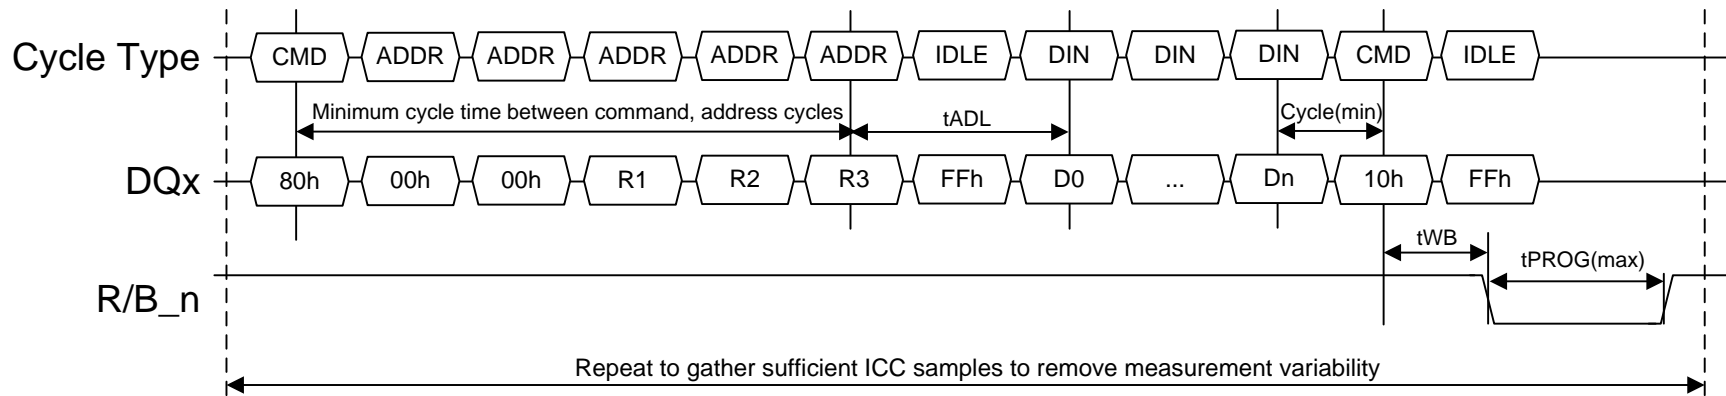 Cycle Type CMD ADDR ADDR ADDR ADDR ADDR IDLE DIN DIN DIN CMD IDLE
Minimum cycle time between command, address cycles tADL Cycle(min)
DQx 80h 00h 00h R1 R2 R3 FFh D0 ... Dn 10h FFh
tWB tPROG(max)
R/B_n
Repeat to gather sufficient ICC samples to remove measurement variability